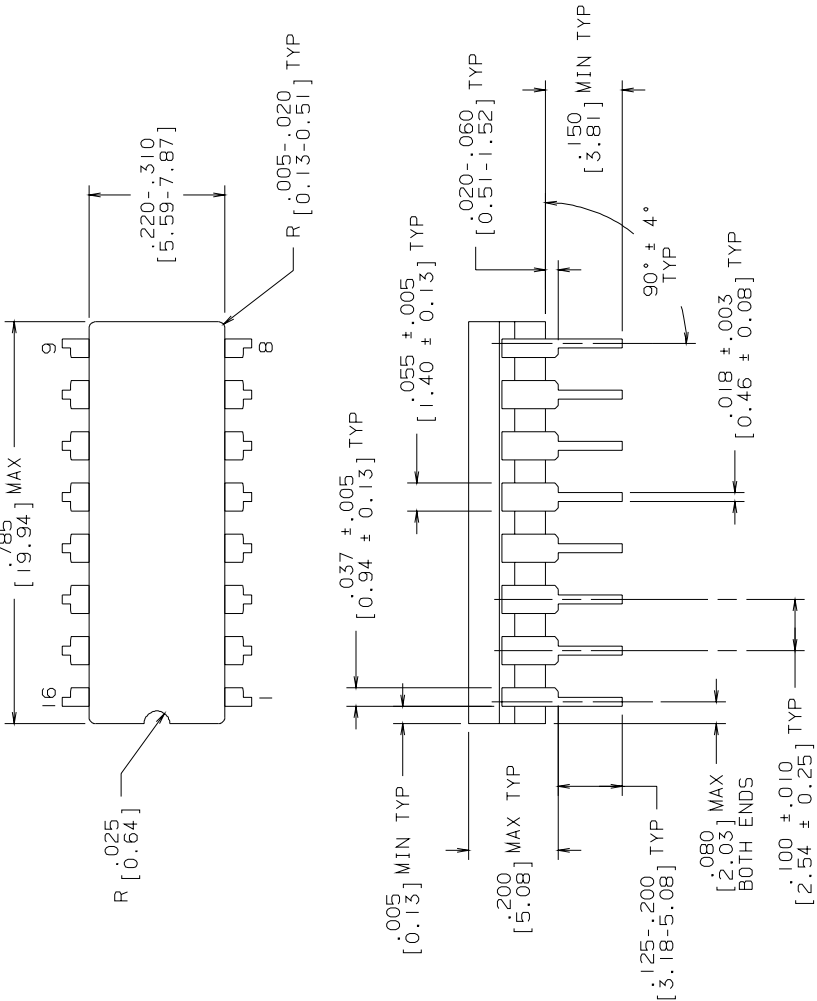 .785
[19.94] MAX
16
9
1
8
R .025
[0.64]
.220-.310
[5.59-7.87]
R .005-.020
[0.13-0.51] TYP
.037 ±.005
[0.94 ± 0.13] TYP
.055 ±.005
[1.40 ± 0.13] TYP
.020-.060
[0.51-1.52] TYP
.150
[3.81] MIN TYP
.005
[0.13] MIN TYP
.200
[5.08] MAX TYP
90° ± 4°
TYP
.018 ±.003
[0.46 ± 0.08] TYP
.125-.200
[3.18-5.08] TYP
.080
[2.03] MAX
BOTH ENDS
.100 ±.010
[2.54 ± 0.25] TYP